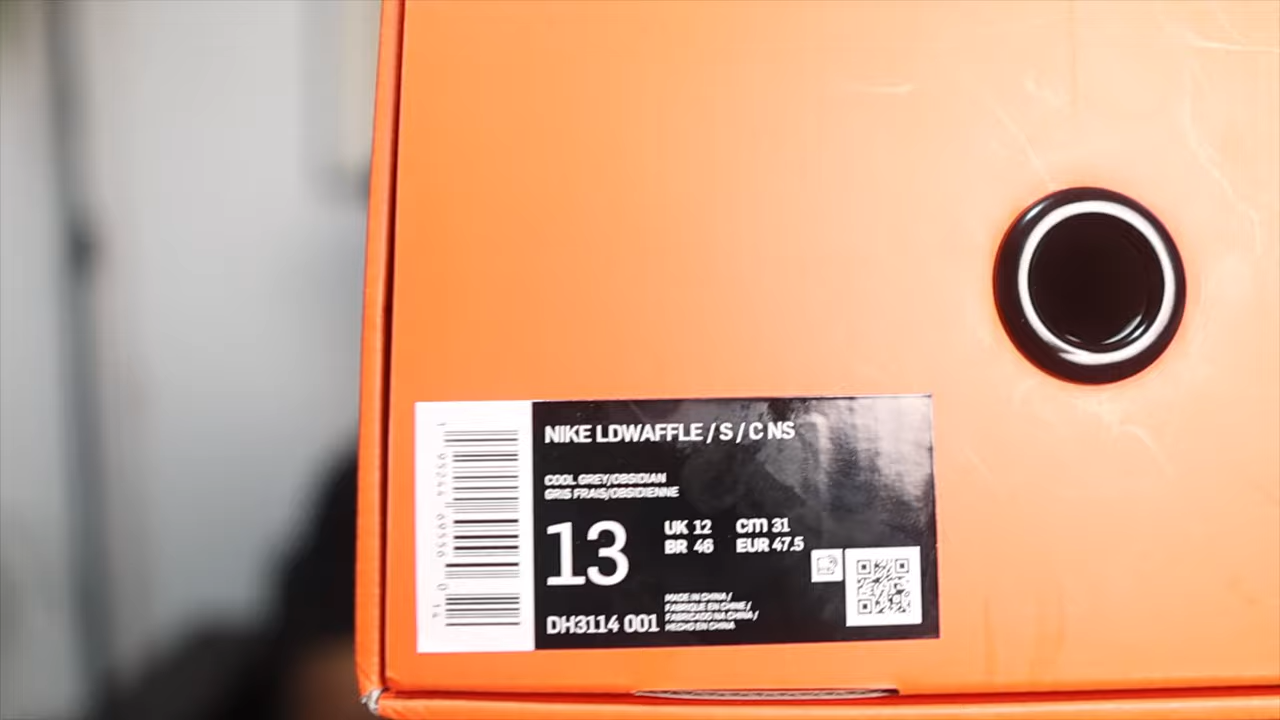 NIKE LDWAFFLE / S / C NS
COOL GREY/OBSIDIAN
GRIS FRAIS/OBSIDIENNE
13
UK 12 cm 31
BR 46 EUR 47.5
DH3114 001
MADE IN CHINA /
FABRIQUE EN CHINE /
FABRICADO NA CHINA /
HECHO EN CHINA